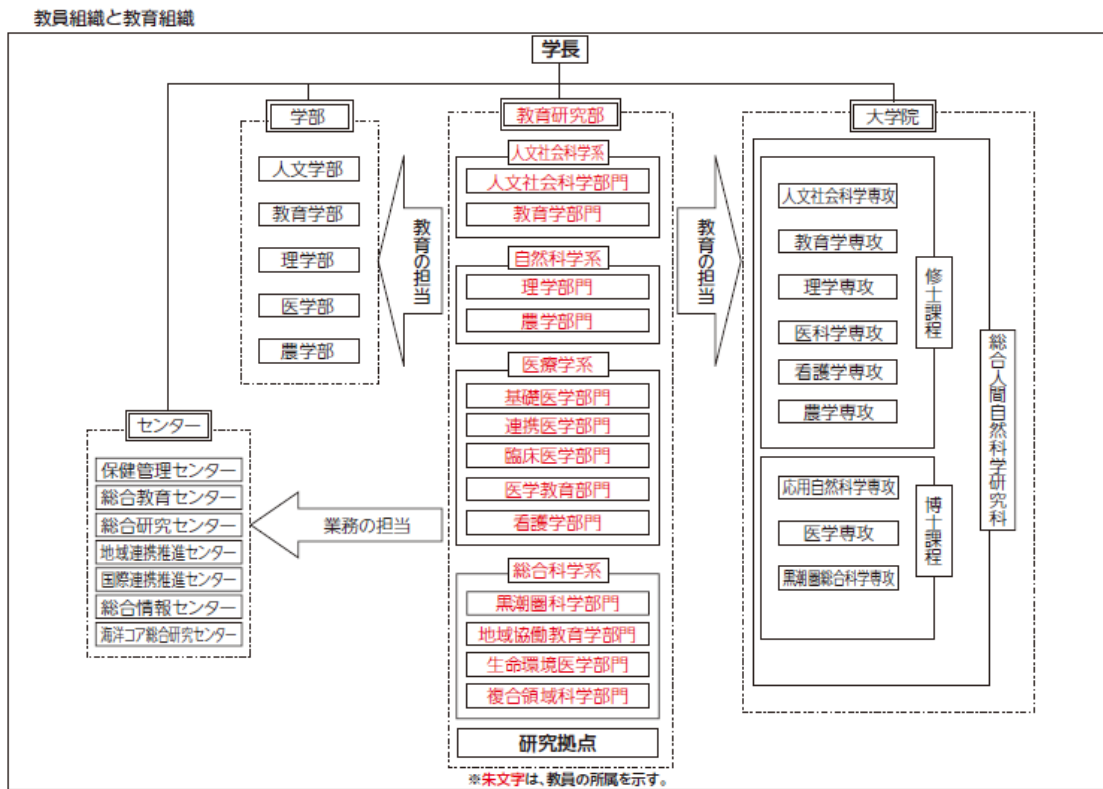 教員組織と教育組織
学長
学部
人文学部
教育学部
理学部
医学部
農学部
センター
保健管理センター
総合教育センター
総合研究センター
地域連携推進センター
国際連携推進センター
総合情報センター
海洋コア総合研究センター
教育の担当
業務の担当
教育研究部
人文社会科学系
人文社会科学部門
教育学部門
自然科学系
理学部門
農学部門
医療学系
基礎医学部門
連携医学部門
臨床医学部門
医学教育部門
看護学部門
総合科学系
黒潮圏科学部門
地域協働教育学部門
生命環境医学部門
複合領域科学部門
研究拠点
※朱文字は、教員の所属を示す。
教育の担当
大学院
人文社会科学専攻
教育学専攻
理学専攻
医科学専攻
看護学専攻
農学専攻
修士課程
応用自然科学専攻
医学専攻
黒潮圏総合科学専攻
博士課程
総合人間自然科学研究科